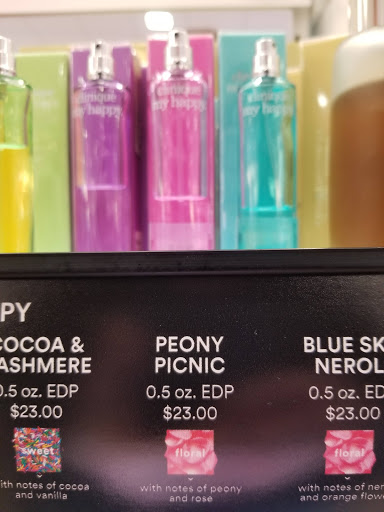 clinique
my happy
clinique
my happy
clinique
my happy
PY
COCOA &
ASHMERE
0.5 oz. EDP
$23.00
sweet
with notes of cocoa
and vanilla
PEONY
PICNIC
0.5 oz. EDP
$23.00
floral
with notes of peony
and rose
BLUE SK
NEROL
0.5 oz. ED
$23.00
floral
with notes of ner
and orange flow